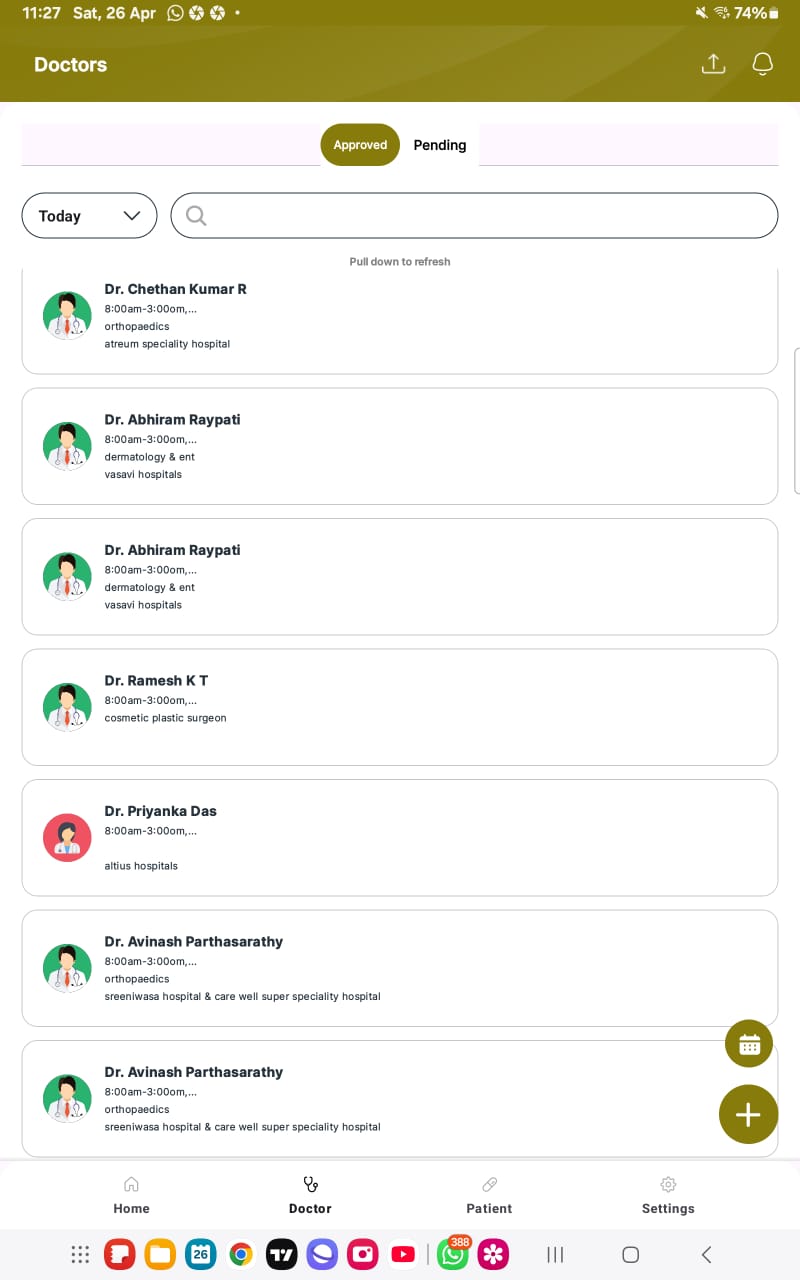 11:27 Sat, 26 Apr 74%
Doctors
Approved Pending
Today
Pull down to refresh
Dr. Chethan Kumar R
8:00am-3:00om,...
orthopaedics
atreum speciality hospital
Dr. Abhiram Raypati
8:00am-3:00om,...
dermatology & ent
vasavi hospitals
Dr. Abhiram Raypati
8:00am-3:00om,...
dermatology & ent
vasavi hospitals
Dr. Ramesh K T
8:00am-3:00om,...
cosmetic plastic surgeon
Dr. Priyanka Das
8:00am-3:00om,...
altius hospitals
Dr. Avinash Parthasarathy
8:00am-3:00om,...
orthopaedics
sreeniwasa hospital & care well super speciality hospital
Dr. Avinash Parthasarathy
8:00am-3:00om,...
orthopaedics
sreeniwasa hospital & care well super speciality hospital
Home Doctor Patient Settings
26 388